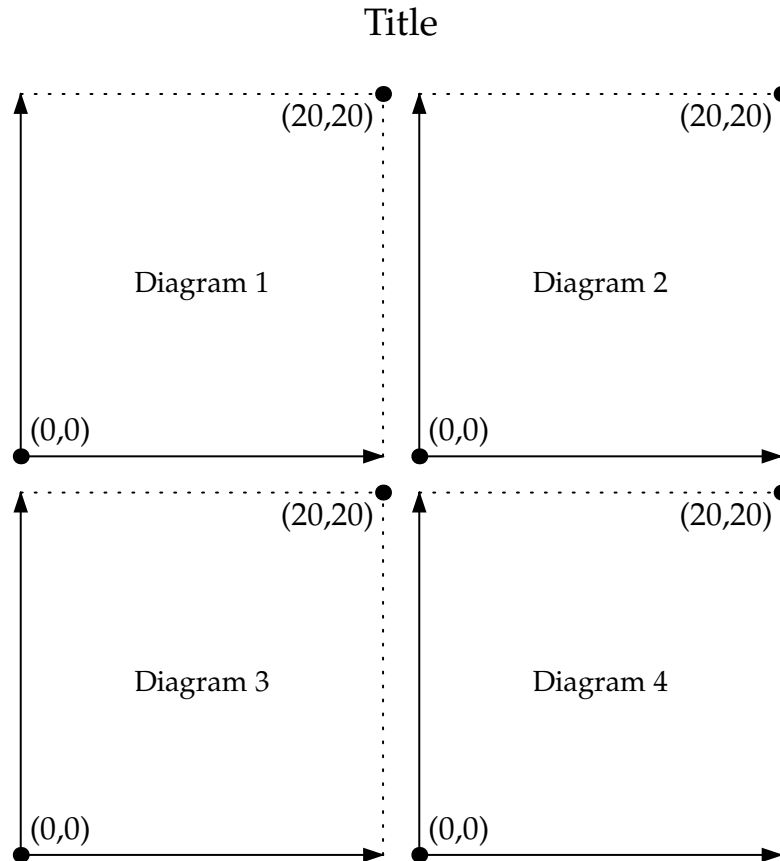 Title
(20,20) (20,20)
Diagram 1 Diagram 2
(0,0) (0,0)
(20,20) (20,20)
Diagram 3 Diagram 4
(0,0) (0,0)